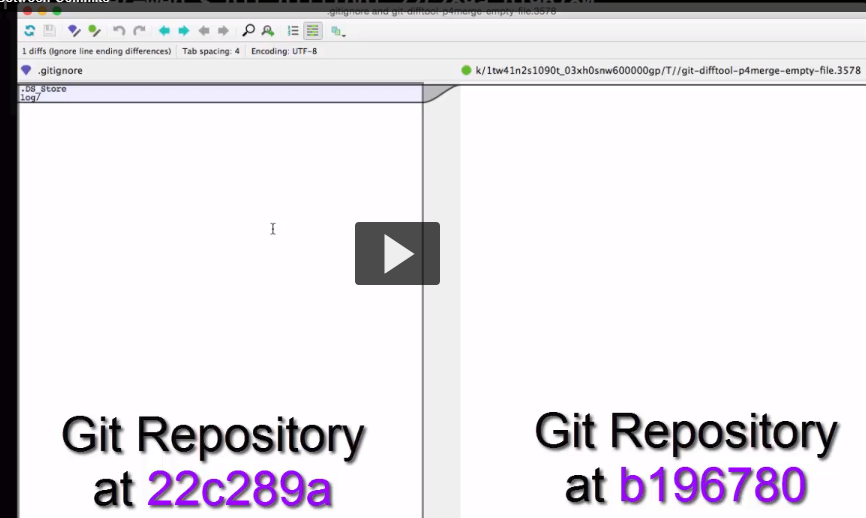 .gitignore and git-difftool-p4merge-empty-file.3578
1 diffs (Ignore line ending differences) Tab spacing: 4 Encoding: UTF-8
.gitignore
k/1tw41n2s1090t_03xh0snw600000gp/T//git-difftool-p4merge-empty-file.3578
.DS_Store
log/
Git Repository
at 22c289a
Git Repository
at b196780